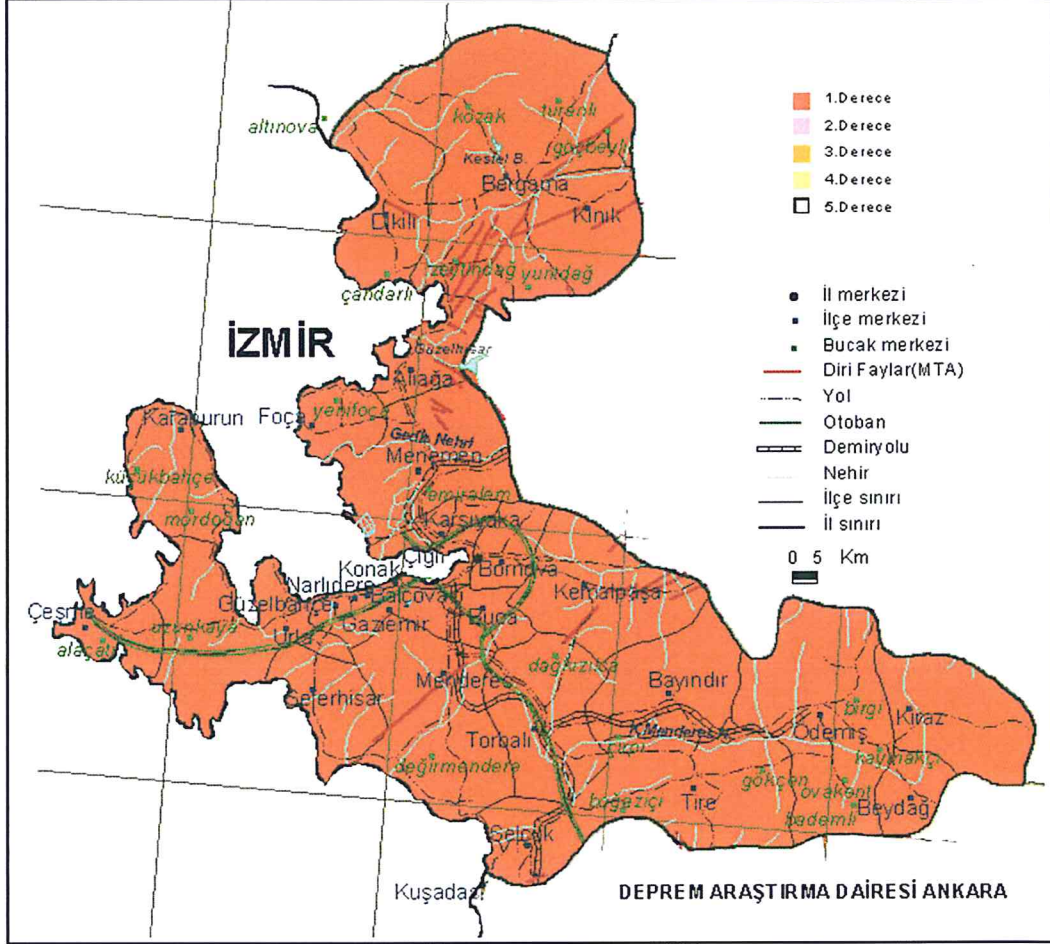 1.Derece
2.Derece
3.Derece
4.Derece
5.Derece
altınova
kozak
turanlı
göçbeyli
Kestel B.
Bergama
Dikili
Kınık
zeytindağ
yuntdağ
çandarlı
İl merkezi
İlçe merkezi
Bucak merkezi
Diri Faylar(MTA)
Yol
Otoban
Demiryolu
Nehir
İlçe sınırı
İl sınırı
0 5 Km
İZMİR
Güzelhisar
Aliağa
Karaburun
Foça
yenifoça
Gediz Nehri
Menemen
küçükbahçe
emiralem
mordoğan
Karşıyaka
Çiğli
Konak
Bornova
Narlıdere
Balçova
Kemalpaşa
Güzelbahçe
Çeşme
Gaziemir
Buca
uzunkaya
Urla
alaçatı
dağkızılca
Menderes
Bayındır
Seferhisar
birgi
Kiraz
Torbalı
K.Menderes N.
Ödemiş
değirmendere
çırpı
kaymakçı
gökçen
ovakent
boğaziçi
Tire
bademli
Beydağ
Selçuk
Kuşadası
DEPREM ARAŞTIRMA DAİRESİ ANKARA